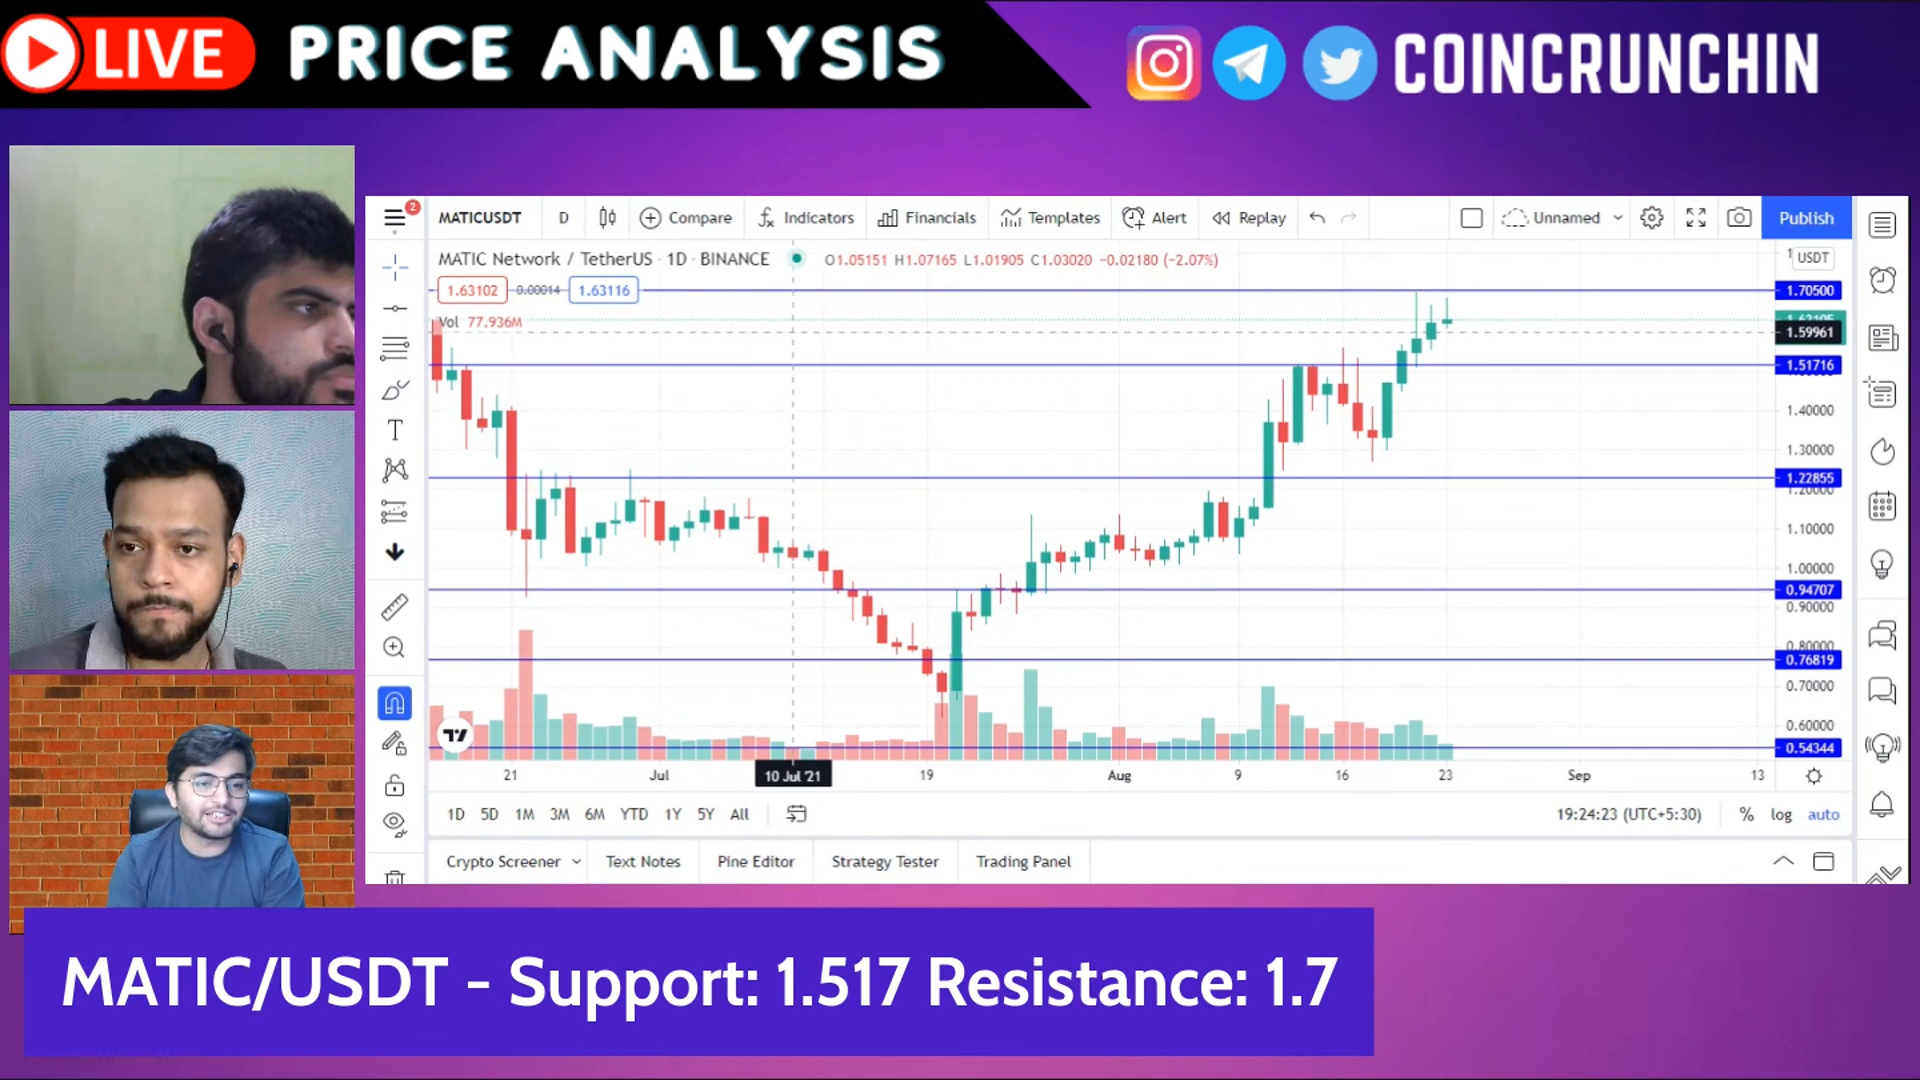 LIVE PRICE ANALYSIS COINCRUNCHIN
2 MATICUSDT D Compare Indicators Financials Templates Alert Replay Unnamed Publish
MATIC Network / TetherUS · 1D · BINANCE O1.05151 H1.07165 L1.01905 C1.03020 −0.02180 (−2.07%)
USDT
1.63102 0.00014 1.63116
1.70500
Vol 77.936M
1.59961
1.51716
1.40000
1.30000
1.22855
1.20000
1.10000
1.00000
0.94707
0.90000
0.80000
0.76819
0.70000
0.60000
0.54344
21 Jul 10 Jul '21 19 Aug 9 16 23 Sep 13
1D 5D 1M 3M 6M YTD 1Y 5Y All 19:24:23 (UTC+5:30) % log auto
Crypto Screener Text Notes Pine Editor Strategy Tester Trading Panel
MATIC/USDT - Support: 1.517 Resistance: 1.7